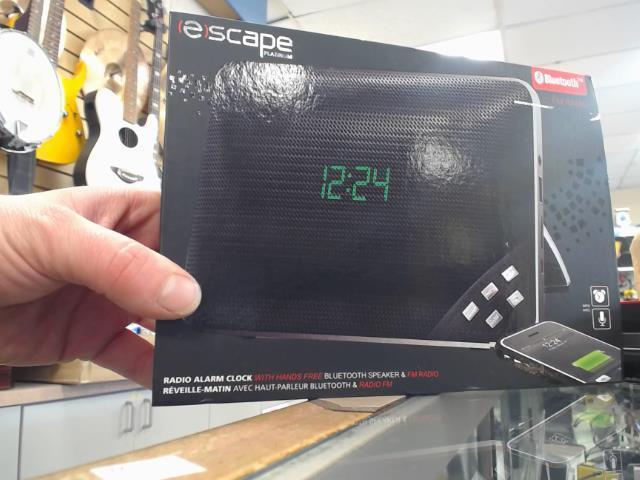 (e)scape
PLATINUM
Bluetooth
12:24
RADIO ALARM CLOCK WITH HANDS FREE BLUETOOTH SPEAKER & FM RADIO
RÉVEILLE-MATIN AVEC HAUT-PARLEUR BLUETOOTH & RADIO FM